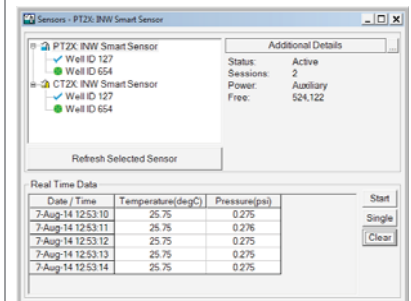 Sensors - PT2X: INW Smart Sensor
PT2X: INW Smart Sensor
Well ID 127
Well ID 654
CT2X: INW Smart Sensor
Well ID 127
Well ID 654
Refresh Selected Sensor
Additional Details ...
Status: Active
Sessions: 2
Power: Auxiliary
Free: 524,122
Real Time Data
Date / Time Temperature(degC) Pressure(psi)
7-Aug-14 12:53:10 25.75 0.275
7-Aug-14 12:53:11 25.75 0.276
7-Aug-14 12:53:12 25.75 0.275
7-Aug-14 12:53:13 25.75 0.275
7-Aug-14 12:53:14 25.75 0.275
Start
Single
Clear